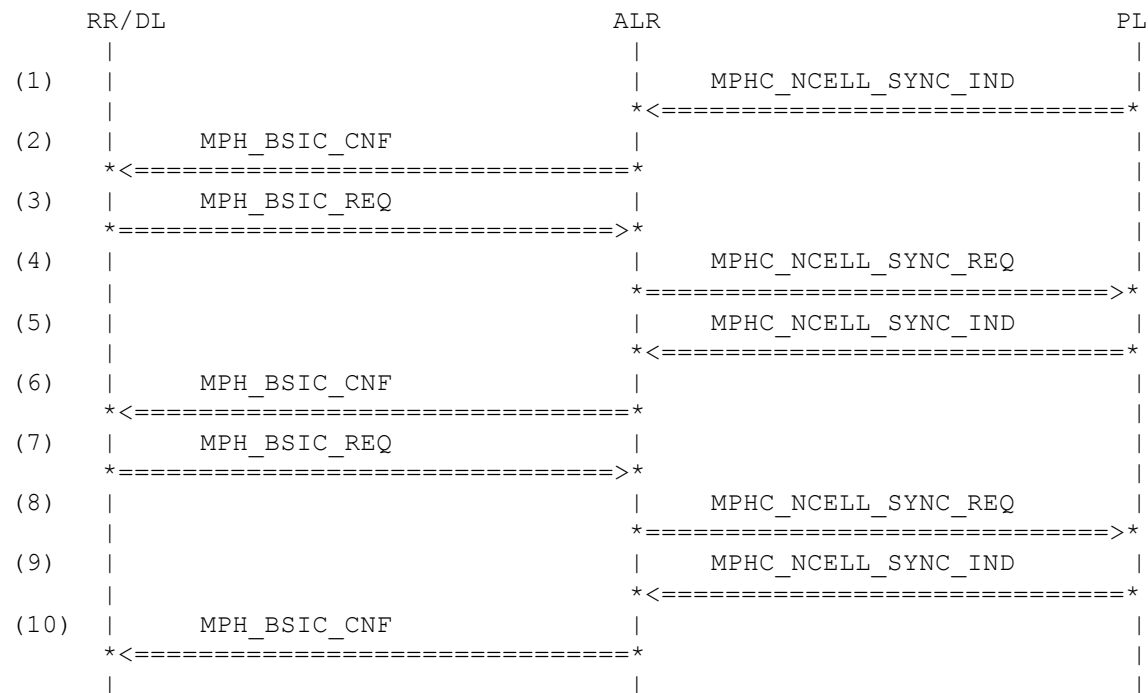 RR/DL ALR PL
(1) MPHC_NCELL_SYNC_IND
(2) MPH_BSIC_CNF
(3) MPH_BSIC_REQ
(4) MPHC_NCELL_SYNC_REQ
(5) MPHC_NCELL_SYNC_IND
(6) MPH_BSIC_CNF
(7) MPH_BSIC_REQ
(8) MPHC_NCELL_SYNC_REQ
(9) MPHC_NCELL_SYNC_IND
(10) MPH_BSIC_CNF